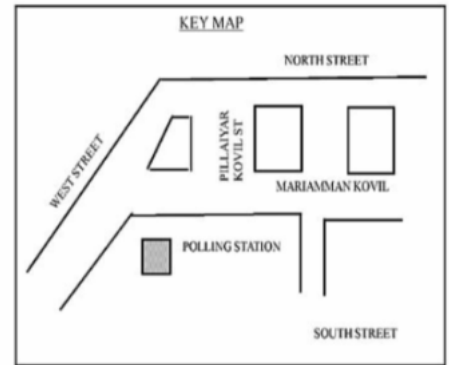 KEY MAP
NORTH STREET
WEST STREET
PILLAIYAR
KOVIL ST
MARIAMMAN KOVIL
POLLING STATION
SOUTH STREET